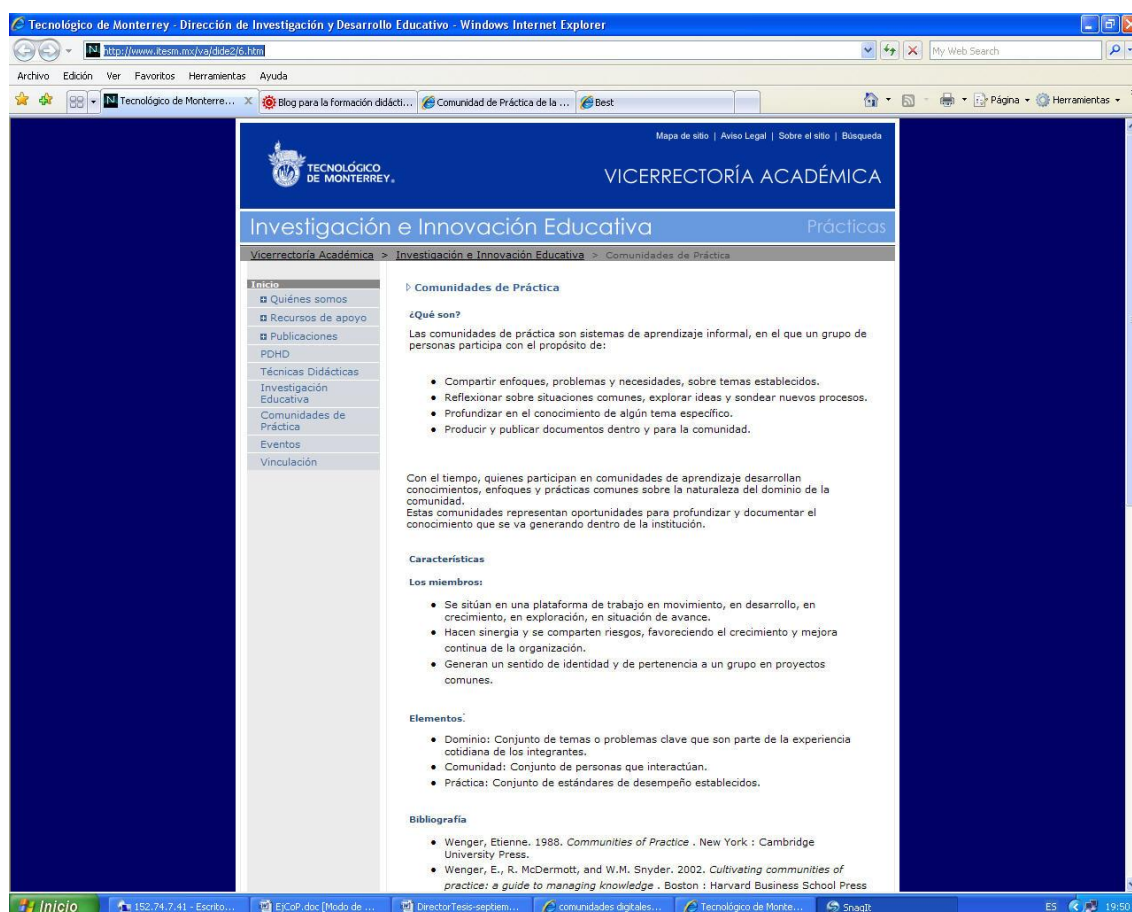 Tecnológico de Monterrey - Dirección de Investigación y Desarrollo Educativo - Windows Internet Explorer
http://www.itesm.mx/va/dide2/6.htm
My Web Search
Archivo Edición Ver Favoritos Herramientas Ayuda
Tecnológico de Monterre... Blog para la formación didácti... Comunidad de Práctica de la ... Best Página Herramientas
Mapa de sitio | Aviso Legal | Sobre el sitio | Búsqueda
TECNOLÓGICO
DE MONTERREY.
VICERRECTORÍA ACADÉMICA
Investigación e Innovación Educativa Prácticas
Vicerrectoría Académica > Investigación e Innovación Educativa > Comunidades de Práctica
Inicio
Quiénes somos
Recursos de apoyo
Publicaciones
PDHD
Técnicas Didácticas
Investigación
Educativa
Comunidades de
Práctica
Eventos
Vinculación
Comunidades de Práctica
¿Qué son?
Las comunidades de práctica son sistemas de aprendizaje informal, en el que un grupo de
personas participa con el propósito de:
• Compartir enfoques, problemas y necesidades, sobre temas establecidos.
• Reflexionar sobre situaciones comunes, explorar ideas y sondear nuevos procesos.
• Profundizar en el conocimiento de algún tema específico.
• Producir y publicar documentos dentro y para la comunidad.
Con el tiempo, quienes participan en comunidades de aprendizaje desarrollan
conocimientos, enfoques y prácticas comunes sobre la naturaleza del dominio de la
comunidad.
Estas comunidades representan oportunidades para profundizar y documentar el
conocimiento que se va generando dentro de la institución.
Características
Los miembros:
• Se sitúan en una plataforma de trabajo en movimiento, en desarrollo, en
crecimiento, en exploración, en situación de avance.
• Hacen sinergia y se comparten riesgos, favoreciendo el crecimiento y mejora
continua de la organización.
• Generan un sentido de identidad y de pertenencia a un grupo en proyectos
comunes.
Elementos:
• Dominio: Conjunto de temas o problemas clave que son parte de la experiencia
cotidiana de los integrantes.
• Comunidad: Conjunto de personas que interactúan.
• Práctica: Conjunto de estándares de desempeño establecidos.
Bibliografía
• Wenger, Etienne. 1988. Communities of Practice . New York : Cambridge
University Press.
• Wenger, E., R. McDermott, and W.M. Snyder. 2002. Cultivating communities of
practice: a guide to managing knowledge . Boston : Harvard Business School Press
Inicio 152.74.7.41 - Escrito... EjCoP.doc [Modo de ... DirectorTesis-septiem... comunidades digitales... Tecnológico de Monte... SnagIt ES 19:50